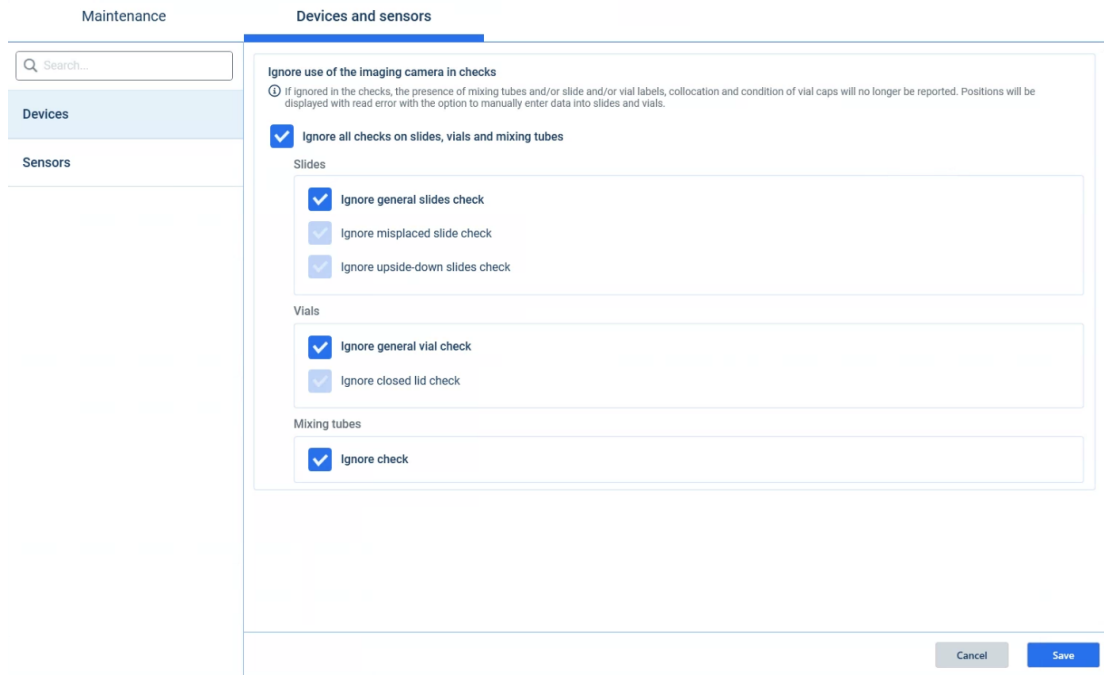 Maintenance
Devices and sensors
Search...
Devices
Sensors
Ignore use of the imaging camera in checks
If ignored in the checks, the presence of mixing tubes and/or slide and/or vial labels, collocation and condition of vial caps will no longer be reported. Positions will be
displayed with read error with the option to manually enter data into slides and vials.
Ignore all checks on slides, vials and mixing tubes
Slides
Ignore general slides check
Ignore misplaced slide check
Ignore upside-down slides check
Vials
Ignore general vial check
Ignore closed lid check
Mixing tubes
Ignore check
Cancel
Save